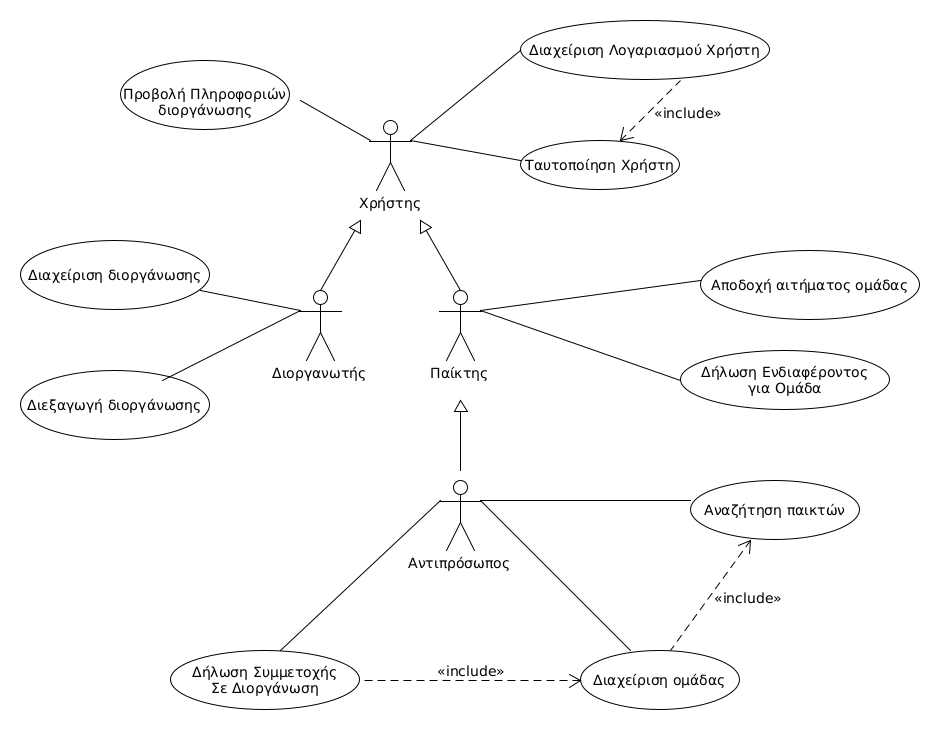 Διαχείριση Λογαριασμού Χρήστη
Προβολή Πληροφοριών
διοργάνωσης
«include»
Ταυτοποίηση Χρήστη
Χρήστης
Διαχείριση διοργάνωσης
Αποδοχή αιτήματος ομάδας
Διοργανωτής
Παίκτης
Δήλωση Ενδιαφέροντος
για Ομάδα
Διεξαγωγή διοργάνωσης
Αναζήτηση παικτών
Αντιπρόσωπος
«include»
Δήλωση Συμμετοχής
Σε Διοργάνωση
«include»
Διαχείριση ομάδας